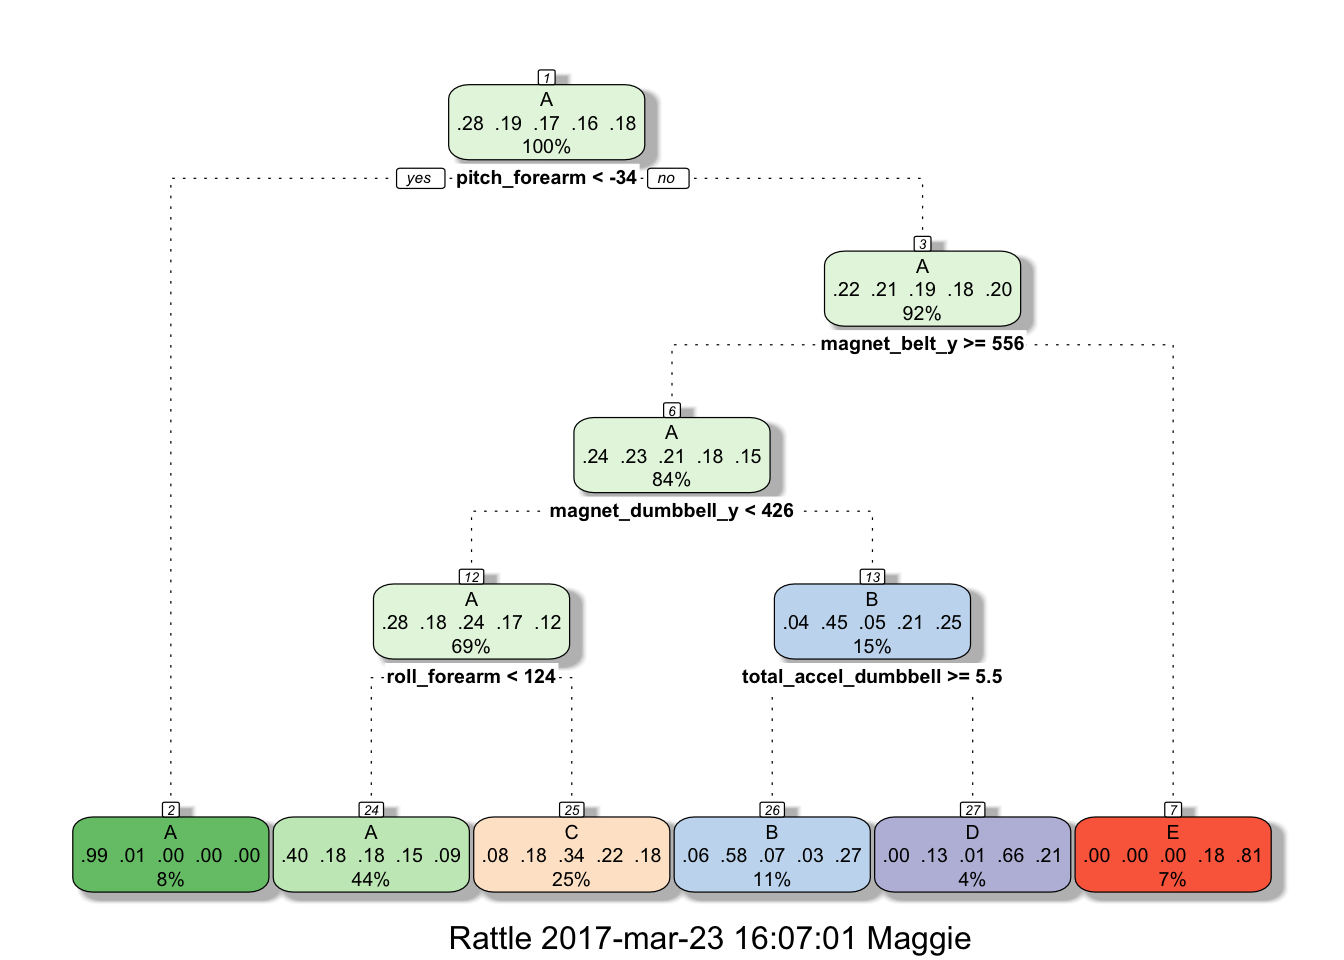 1
A
.28 .19 .17 .16 .18
100%
yes pitch_forearm < -34 no
3
A
.22 .21 .19 .18 .20
92%
magnet_belt_y >= 556
6
A
.24 .23 .21 .18 .15
84%
magnet_dumbbell_y < 426
12
A
.28 .18 .24 .17 .12
69%
roll_forearm < 124
13
B
.04 .45 .05 .21 .25
15%
total_accel_dumbbell >= 5.5
2
A
.99 .01 .00 .00 .00
8%
24
A
.40 .18 .18 .15 .09
44%
25
C
.08 .18 .34 .22 .18
25%
26
B
.06 .58 .07 .03 .27
11%
27
D
.00 .13 .01 .66 .21
4%
7
E
.00 .00 .00 .18 .81
7%
Rattle 2017-mar-23 16:07:01 Maggie